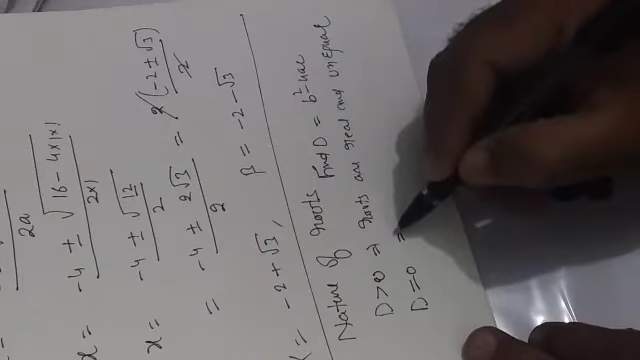 2a
x = -4 ± √16 - 4×1×1
2×1
x = -4 ± √12
2
= -4 ± 2√3 = 2(-2 ± √3)
2 2
= -2 + √3, β = -2 - √3
Nature of roots Find D = b²-4ac
D>0 ⇒ roots are real and unequal
D=0